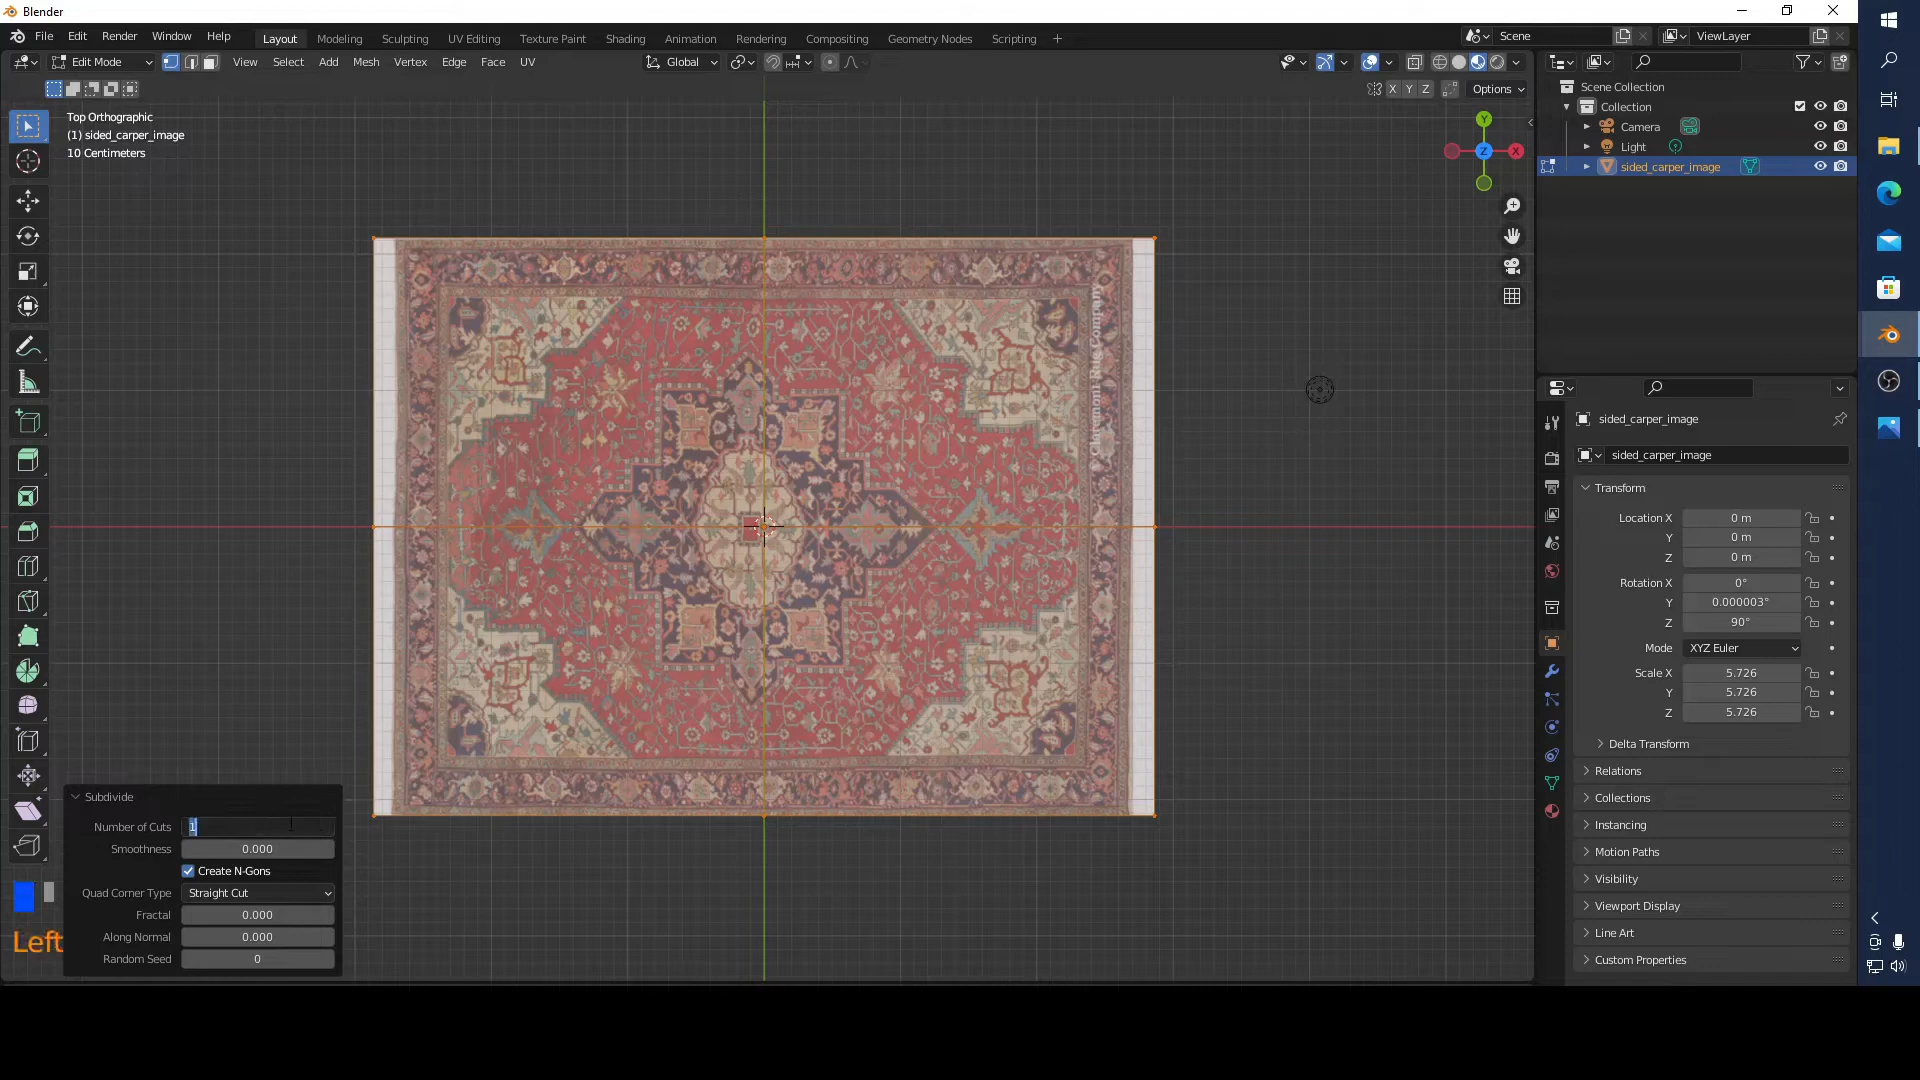 Blender
File Edit Render Window Help
Layout Modeling Sculpting UV Editing Texture Paint Shading Animation Rendering Compositing Geometry Nodes Scripting +
Scene
ViewLayer
Edit Mode View Select Add Mesh Vertex Edge Face UV
Global
X Y Z Options
Top Orthographic
(1) sided_carper_image
10 Centimeters
Y
Z X
Claremont Rug Company
Scene Collection
Collection
Camera
Light
sided_carper_image
sided_carper_image
sided_carper_image
Transform
Location X 0 m
Y 0 m
Z 0 m
Rotation X 0°
Y 0.000003°
Z 90°
Mode XYZ Euler
Scale X 5.726
Y 5.726
Z 5.726
Delta Transform
Relations
Collections
Instancing
Motion Paths
Visibility
Viewport Display
Line Art
Custom Properties
Subdivide
Number of Cuts 1
Smoothness 0.000
Create N-Gons
Quad Corner Type Straight Cut
Fractal 0.000
Along Normal 0.000
Random Seed 0
Left